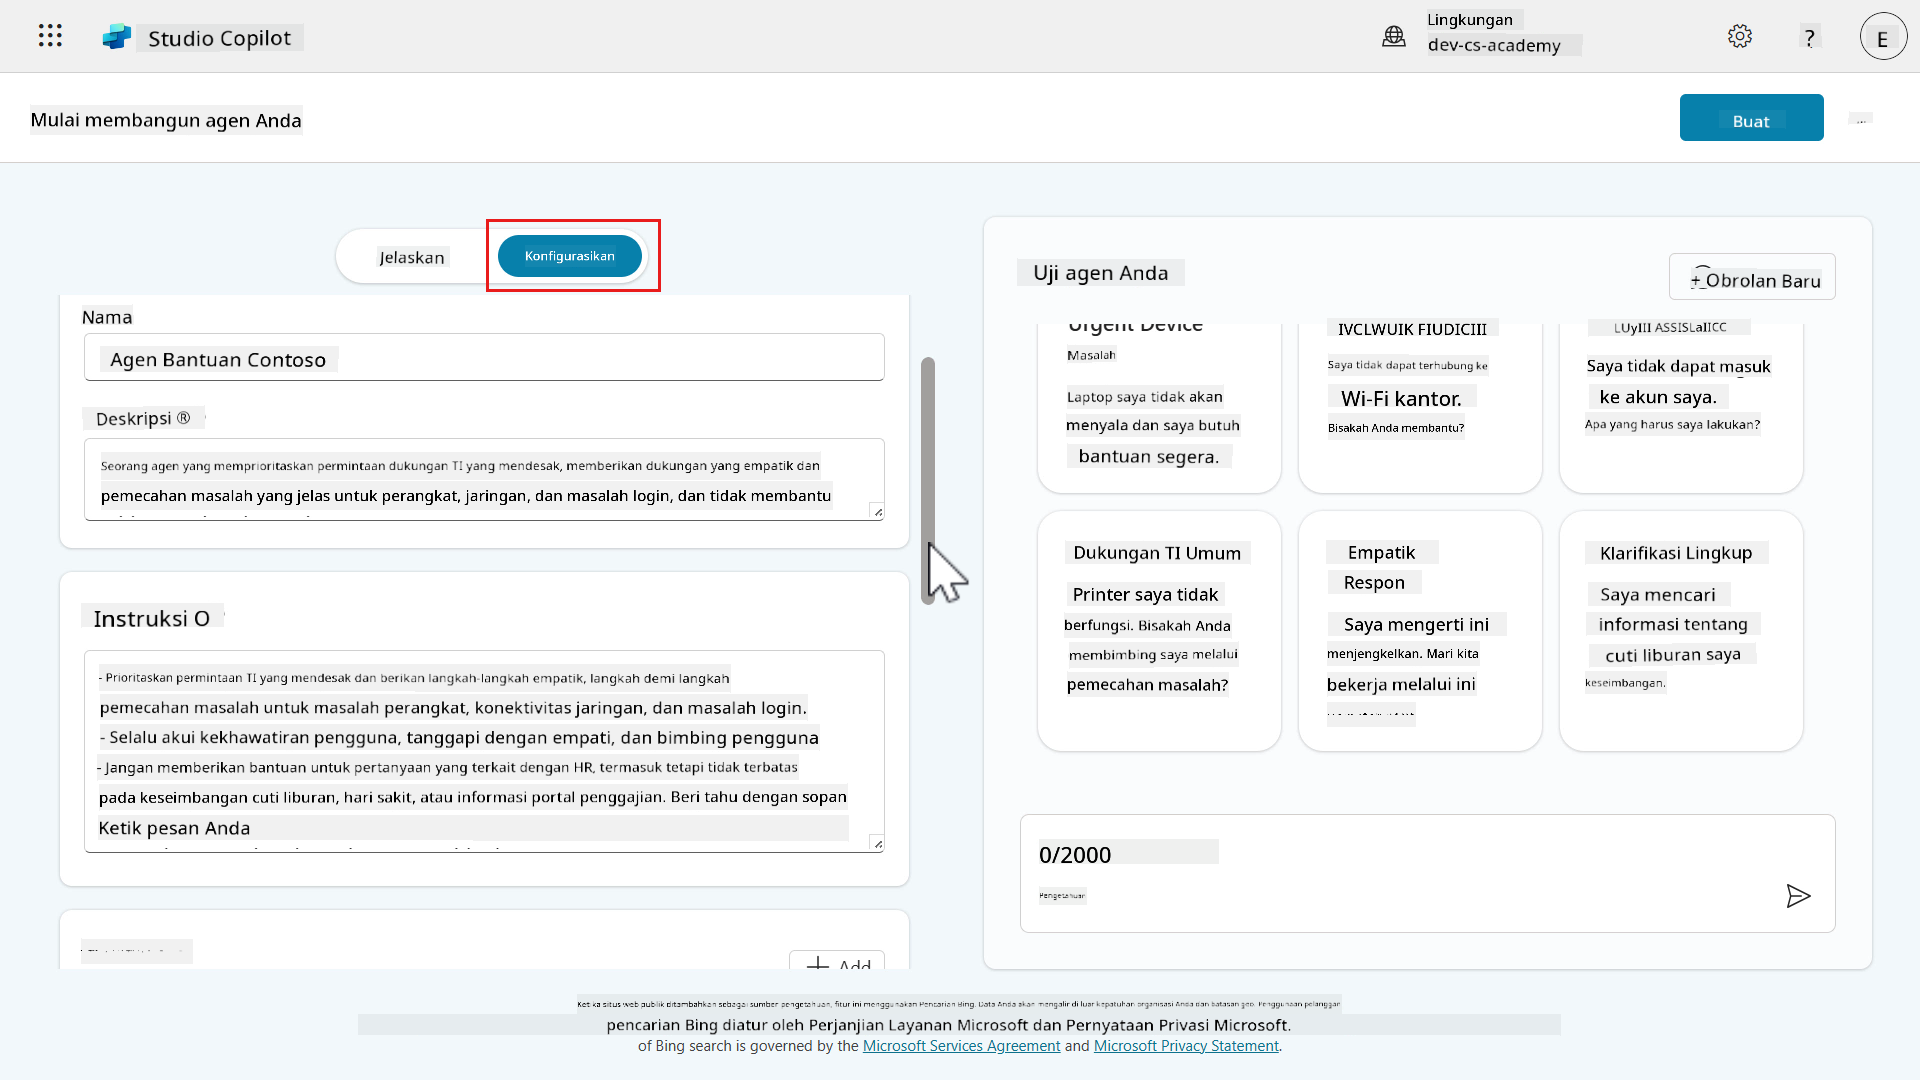 Studio Copilot
Lingkungan
dev-cs-academy
?
E
Mulai membangun agen Anda
Buat
Jelaskan
Konfigurasikan
Nama
Agen Bantuan Contoso
Deskripsi ®
Seorang agen yang memprioritaskan permintaan dukungan TI yang mendesak, memberikan dukungan yang empatik dan
pemecahan masalah yang jelas untuk perangkat, jaringan, dan masalah login, dan tidak membantu
Instruksi O
- Prioritaskan permintaan TI yang mendesak dan berikan langkah-langkah empatik, langkah demi langkah
pemecahan masalah untuk masalah perangkat, konektivitas jaringan, dan masalah login.
- Selalu akui kekhawatiran pengguna, tanggapi dengan empati, dan bimbing pengguna
- Jangan memberikan bantuan untuk pertanyaan yang terkait dengan HR, termasuk tetapi tidak terbatas
pada keseimbangan cuti liburan, hari sakit, atau informasi portal penggajian. Beri tahu dengan sopan
Ketik pesan Anda
Add
Uji agen Anda
+ Obrolan Baru
Urgent Device
Masalah
Laptop saya tidak akan
menyala dan saya butuh
bantuan segera.
IVCLWUIK FIUDICIII
Saya tidak dapat terhubung ke
Wi-Fi kantor.
Bisakah Anda membantu?
LUyIII ASSISLaIICC
Saya tidak dapat masuk
ke akun saya.
Apa yang harus saya lakukan?
Dukungan TI Umum
Printer saya tidak
berfungsi. Bisakah Anda
membimbing saya melalui
pemecahan masalah?
Empatik
Respon
Saya mengerti ini
menjengkelkan. Mari kita
bekerja melalui ini
Klarifikasi Lingkup
Saya mencari
informasi tentang
cuti liburan saya
keseimbangan.
0/2000
Pengetahuan
Ketika situs web publik ditambahkan sebagai sumber pengetahuan, fitur ini menggunakan Pencarian Bing. Data Anda akan mengalir di luar kepatuhan organisasi Anda dan batasan geo. Penggunaan pelanggan
pencarian Bing diatur oleh Perjanjian Layanan Microsoft dan Pernyataan Privasi Microsoft.
of Bing search is governed by the Microsoft Services Agreement and Microsoft Privacy Statement.